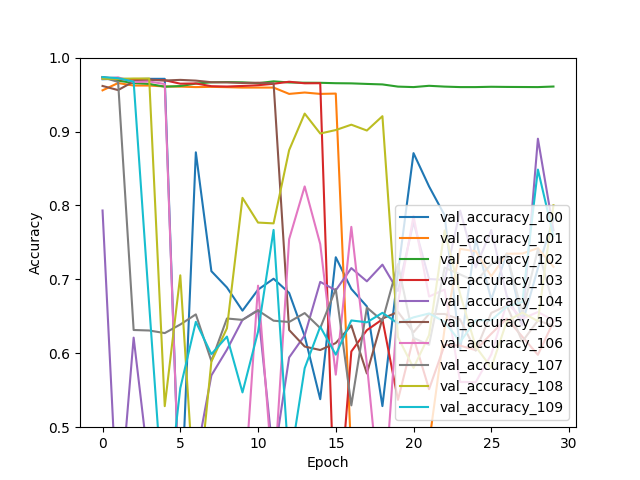 1.0
0.9
0.8
0.7
0.6
0.5
Accuracy
0 5 10 15 20 25 30
Epoch
val_accuracy_100
val_accuracy_101
val_accuracy_102
val_accuracy_103
val_accuracy_104
val_accuracy_105
val_accuracy_106
val_accuracy_107
val_accuracy_108
val_accuracy_109